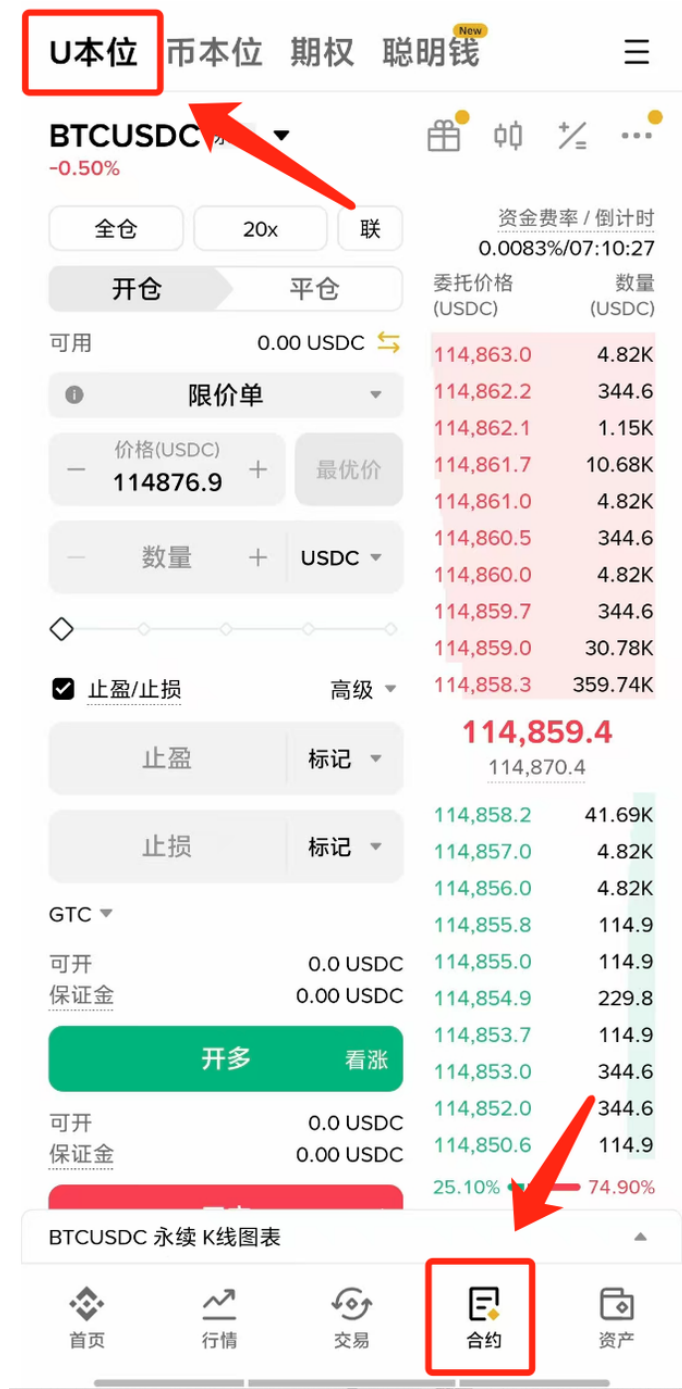 U本位 币本位 期权 聪明钱 New
BTCUSDC
-0.50%
全仓 20x 联
资金费率 / 倒计时
0.0083%/07:10:27
开仓 平仓
委托价格 数量
(USDC) (USDC)
可用 0.00 USDC
限价单
价格(USDC)
114876.9
最优价
数量 USDC
止盈/止损 高级
止盈 标记
止损 标记
GTC
可开 0.0 USDC
保证金 0.00 USDC
开多 看涨
可开 0.0 USDC
保证金 0.00 USDC
114,863.0 4.82K
114,862.2 344.6
114,862.1 1.15K
114,861.7 10.68K
114,861.0 4.82K
114,860.5 344.6
114,860.0 4.82K
114,859.7 344.6
114,859.0 30.78K
114,858.3 359.74K
114,859.4
114,870.4
114,858.2 41.69K
114,857.0 4.82K
114,856.0 4.82K
114,855.8 114.9
114,855.0 114.9
114,854.9 229.8
114,853.7 114.9
114,853.0 344.6
114,852.0 344.6
114,850.6 114.9
25.10% 74.90%
BTCUSDC 永续 K线图表
首页 行情 交易 合约 资产